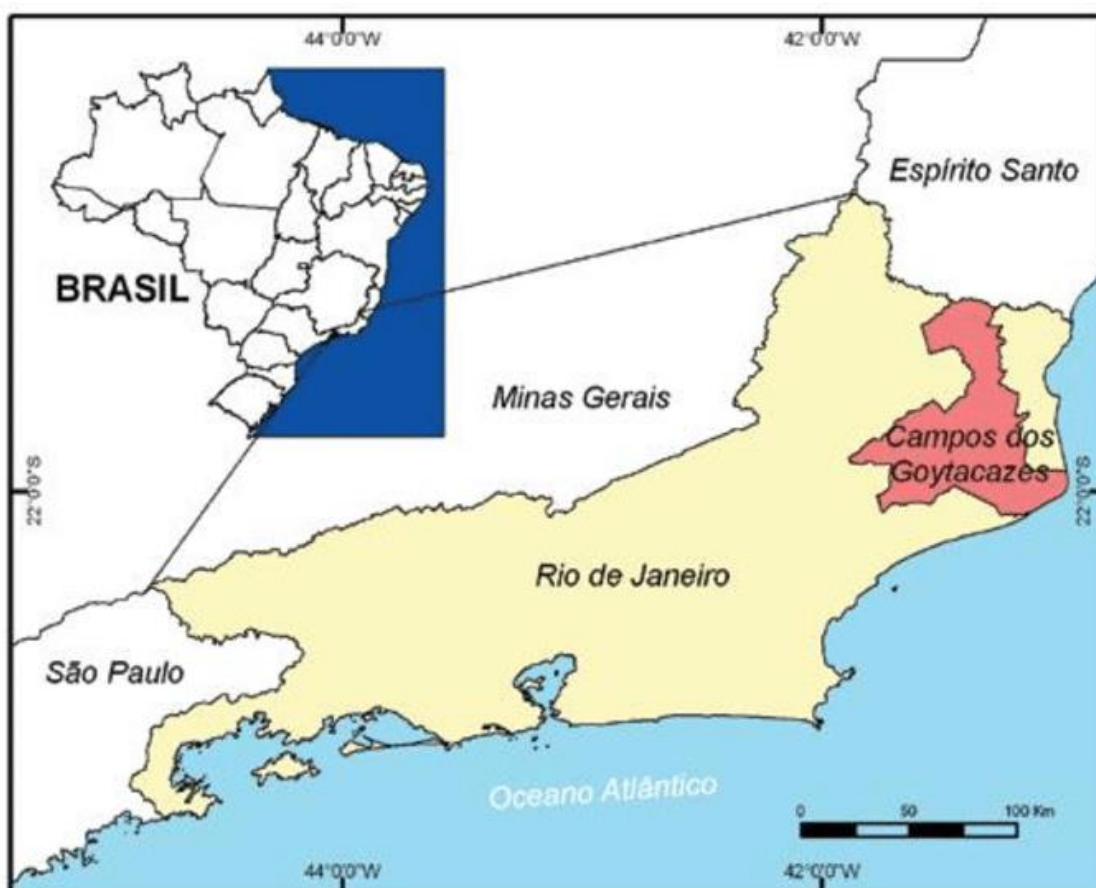 44°0'0"W
42°0'0"W
Espírito Santo
BRASIL
Minas Gerais
Campos dos
Goytacazes
22°0'0"S
22°0'0"S
Rio de Janeiro
São Paulo
Oceano Atlântico
0 50 100 Km
44°0'0"W
42°0'0"W